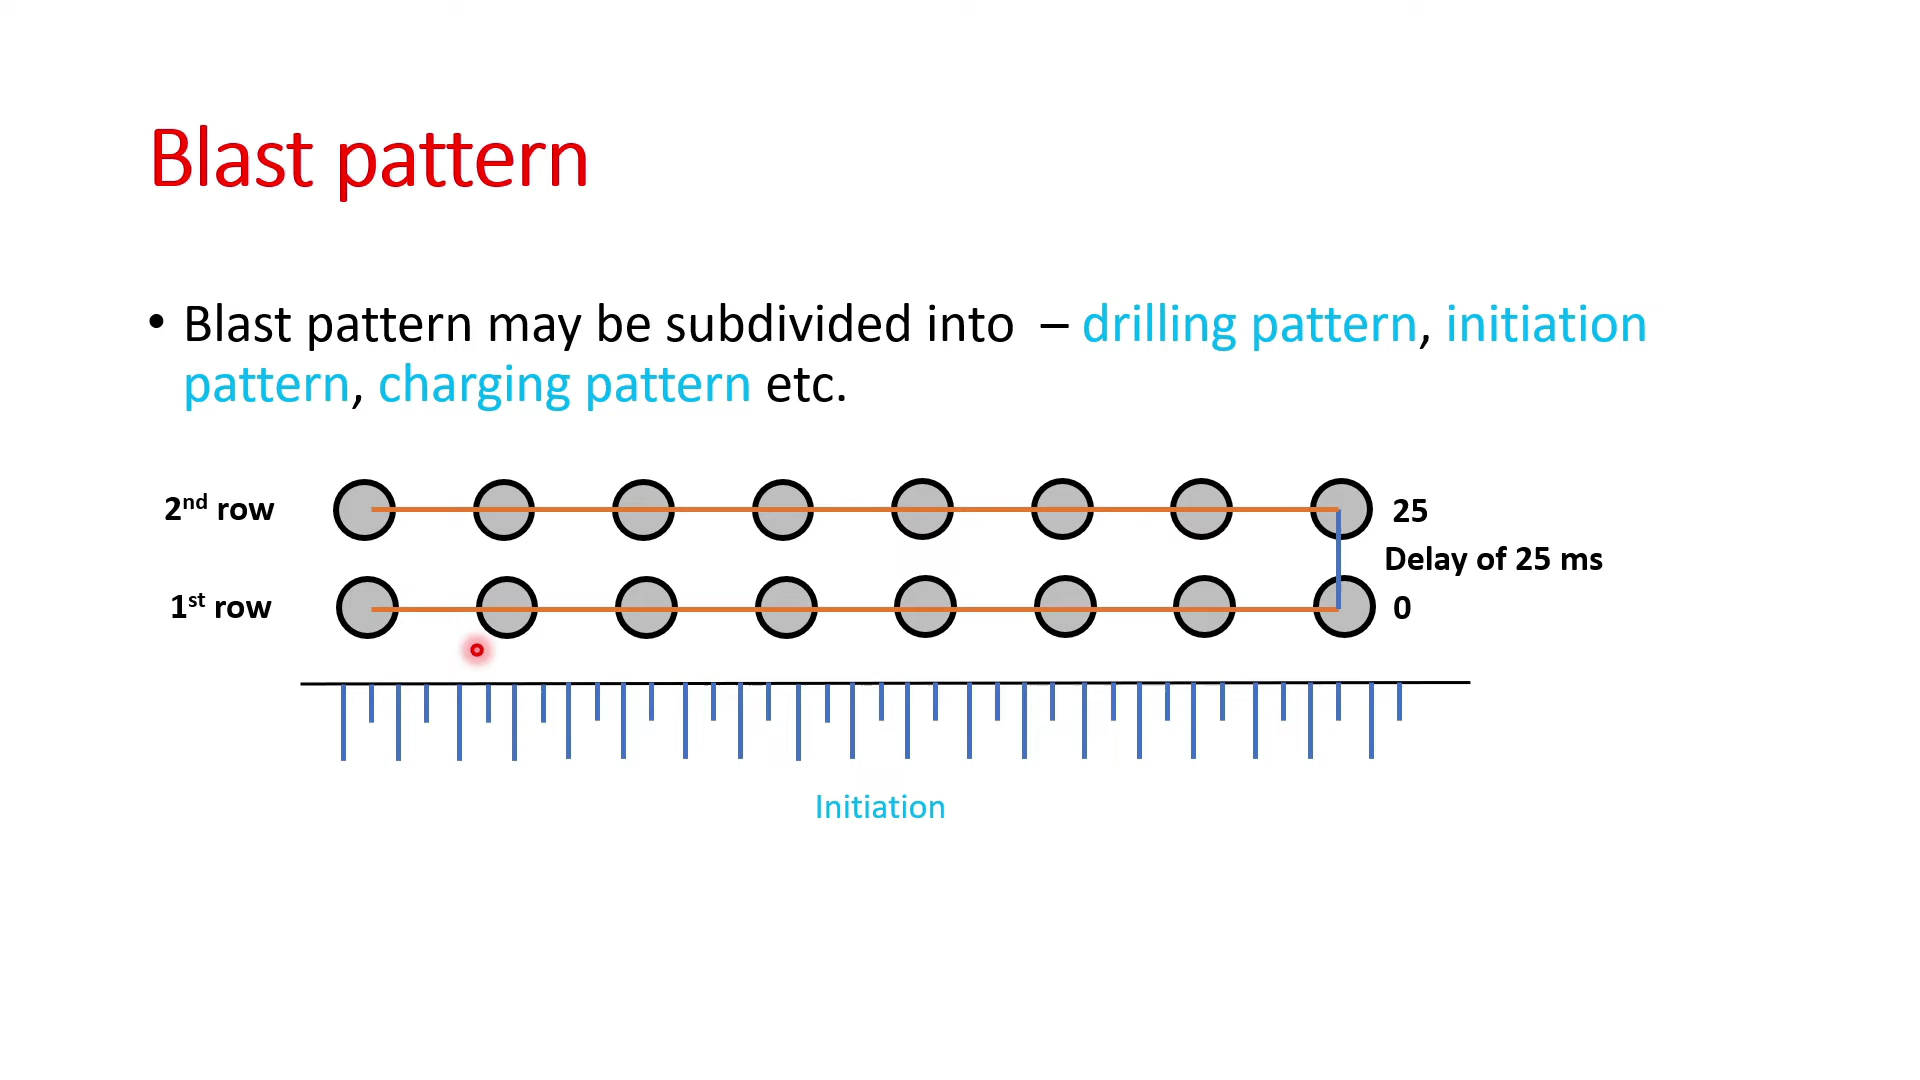 Blast pattern
• Blast pattern may be subdivided into – drilling pattern, initiation
pattern, charging pattern etc.
2nd row
25
Delay of 25 ms
1st row
0
Initiation